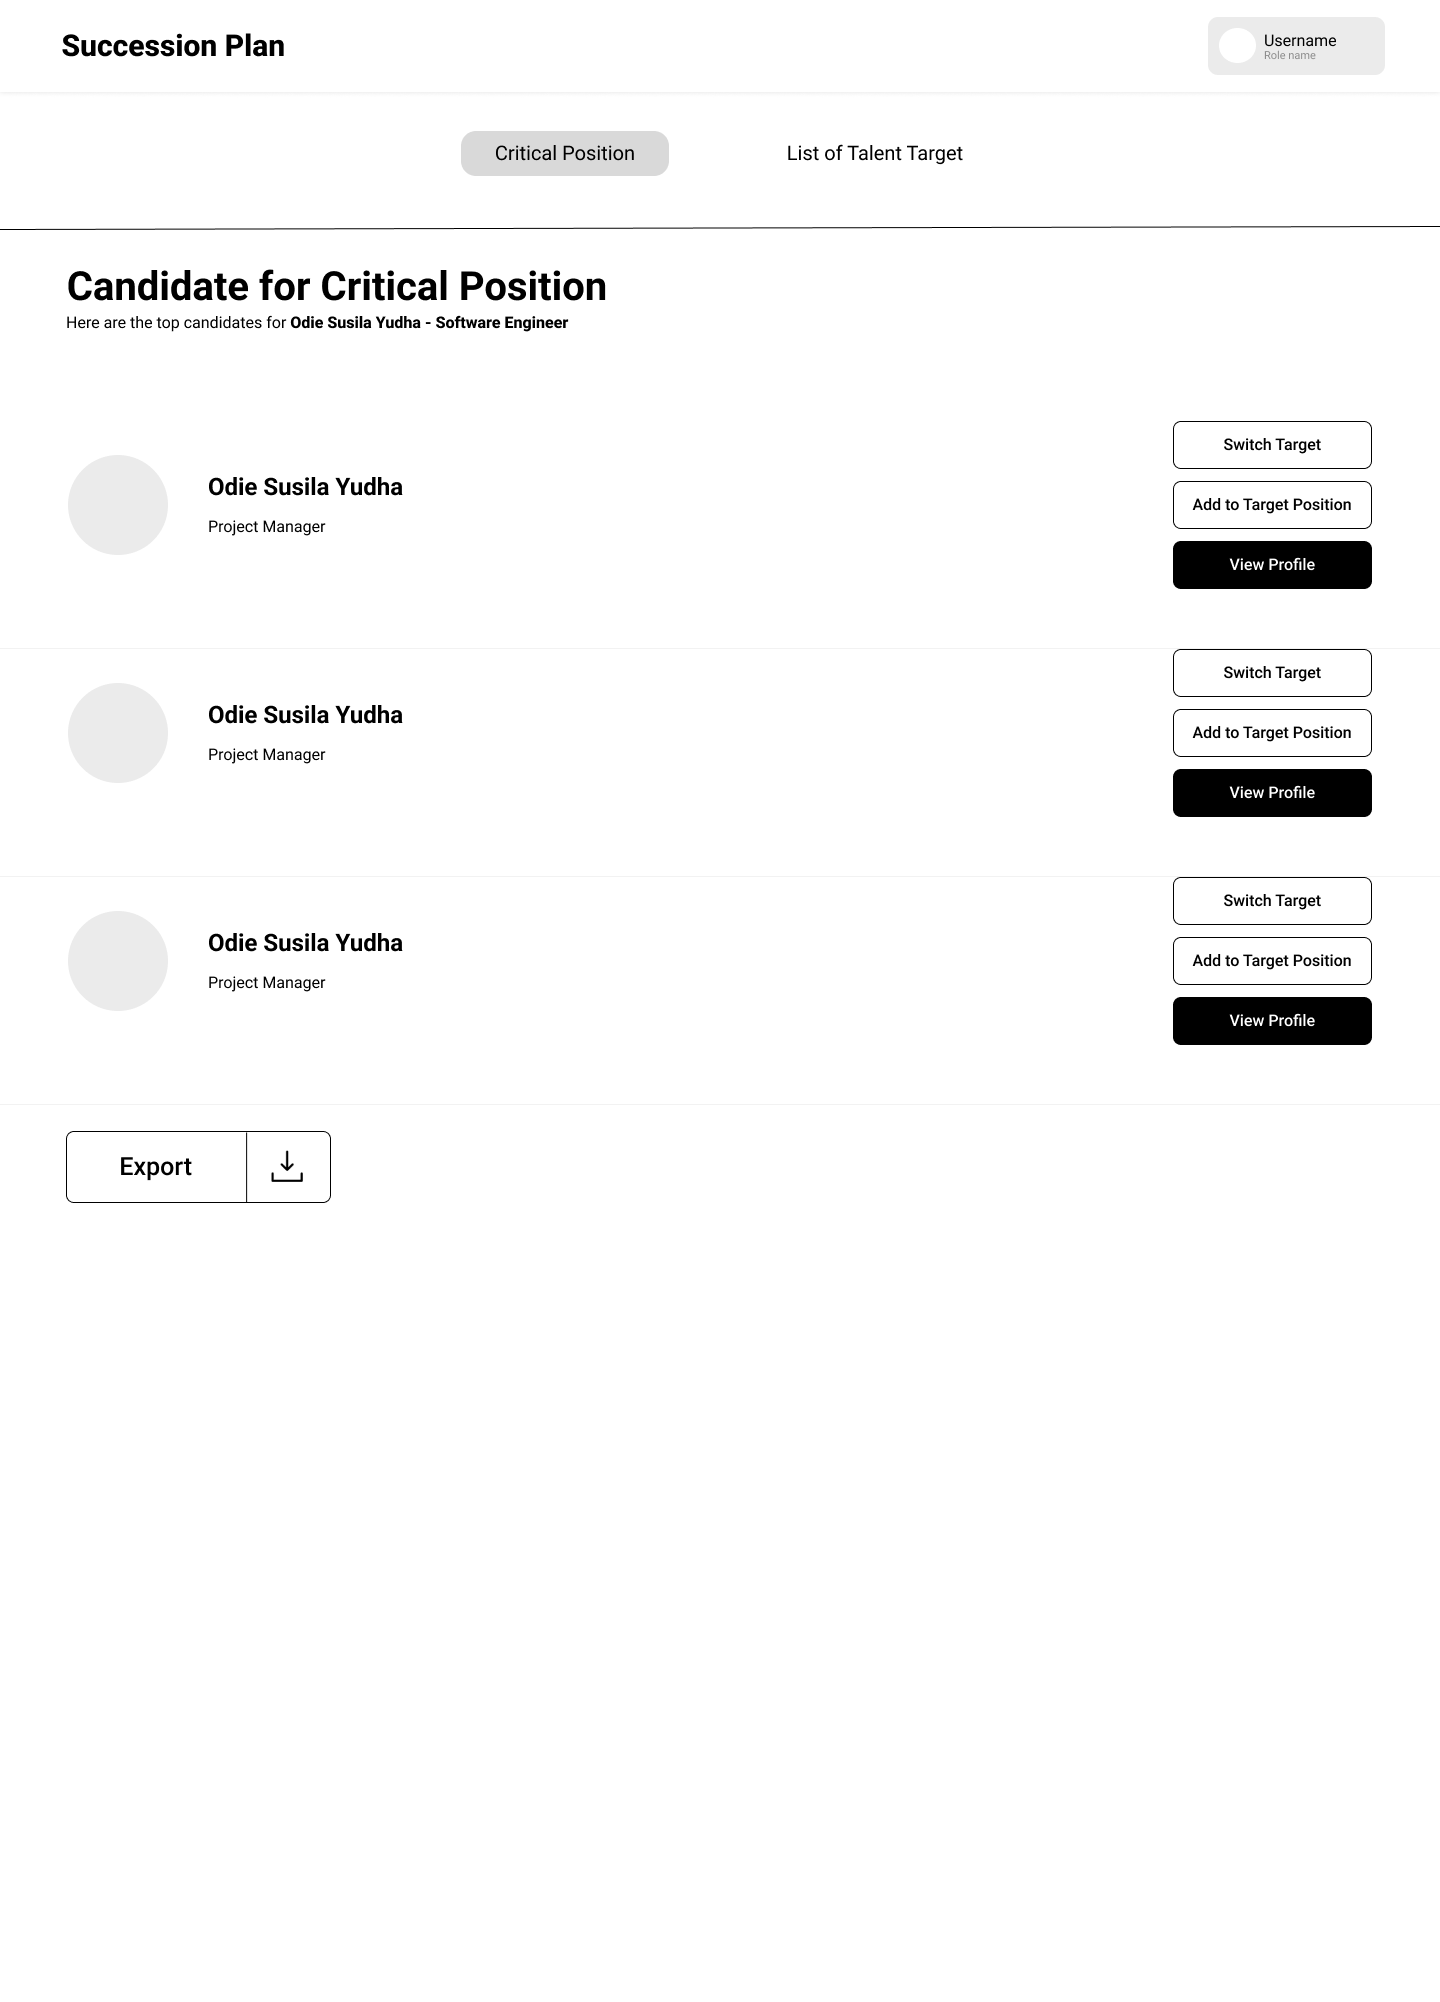 Succession Plan
Username
Role name
Critical Position
List of Talent Target
Candidate for Critical Position
Here are the top candidates for Odie Susila Yudha - Software Engineer
Odie Susila Yudha
Project Manager
Switch Target
Add to Target Position
View Profile
Odie Susila Yudha
Project Manager
Switch Target
Add to Target Position
View Profile
Odie Susila Yudha
Project Manager
Switch Target
Add to Target Position
View Profile
Export